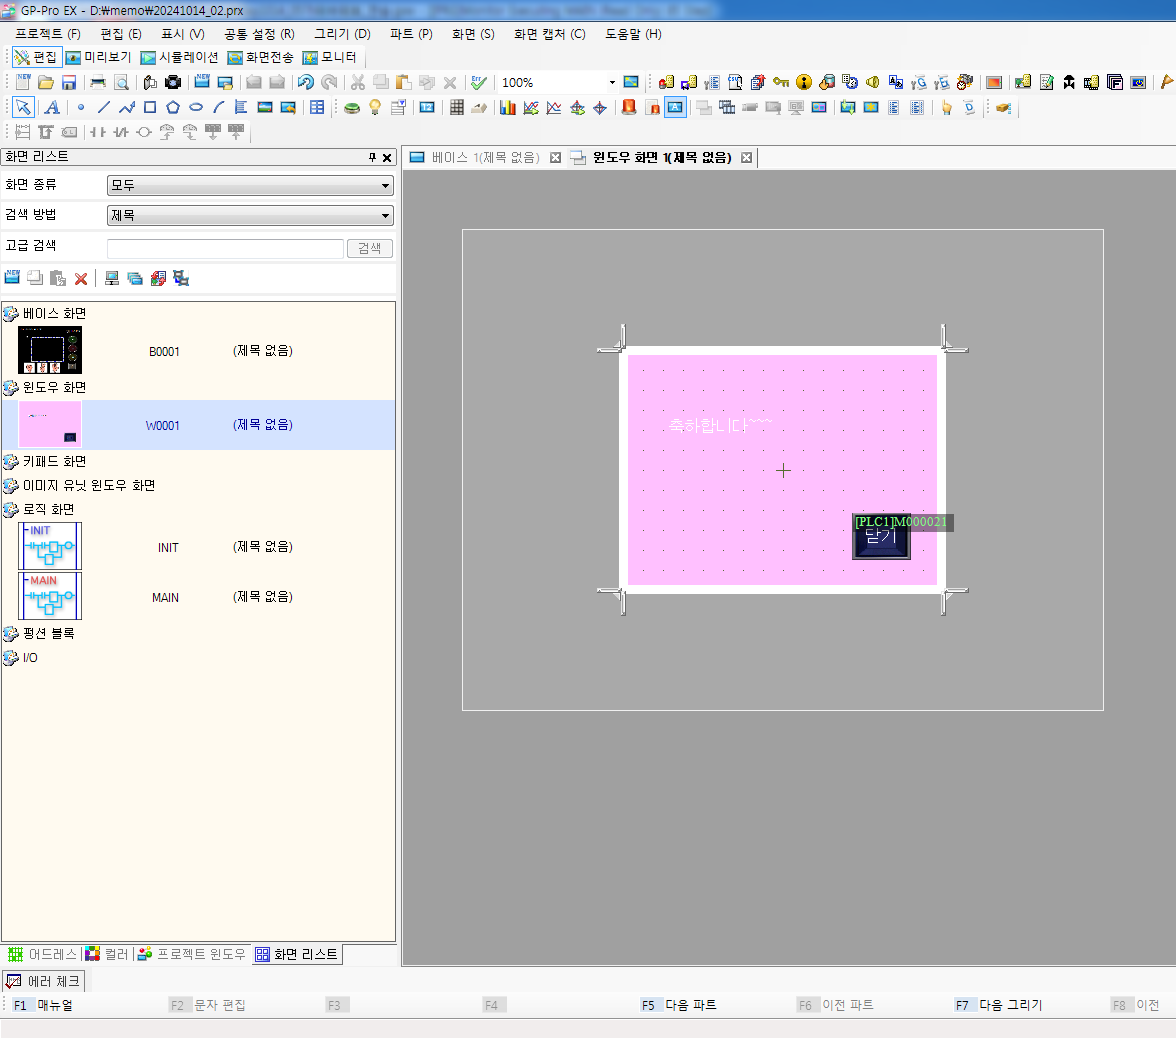 GP-Pro EX - D:\memo\20241014_02.prx
프로젝트 (F) 편집 (E) 표시 (V) 공통 설정 (R) 그리기 (D) 파트 (P) 화면 (S) 화면 캡처 (C) 도움말 (H)
편집 미리보기 시뮬레이션 화면전송 모니터
100%
화면 리스트
베이스 1(제목 없음) 윈도우 화면 1(제목 없음)
화면 종류 모두
검색 방법 제목
고급 검색 검색
베이스 화면
B0001 (제목 없음)
윈도우 화면
W0001 (제목 없음)
키패드 화면
이미지 유닛 윈도우 화면
로직 화면
INIT INIT (제목 없음)
MAIN MAIN (제목 없음)
펑션 블록
I/O
축하합니다~~~
[PLC1]M000021
닫기
어드레스 컬러 프로젝트 윈도우 화면 리스트
에러 체크
F1 매뉴얼 F2 문자 편집 F3 F4 F5 다음 파트 F6 이전 파트 F7 다음 그리기 F8 이전